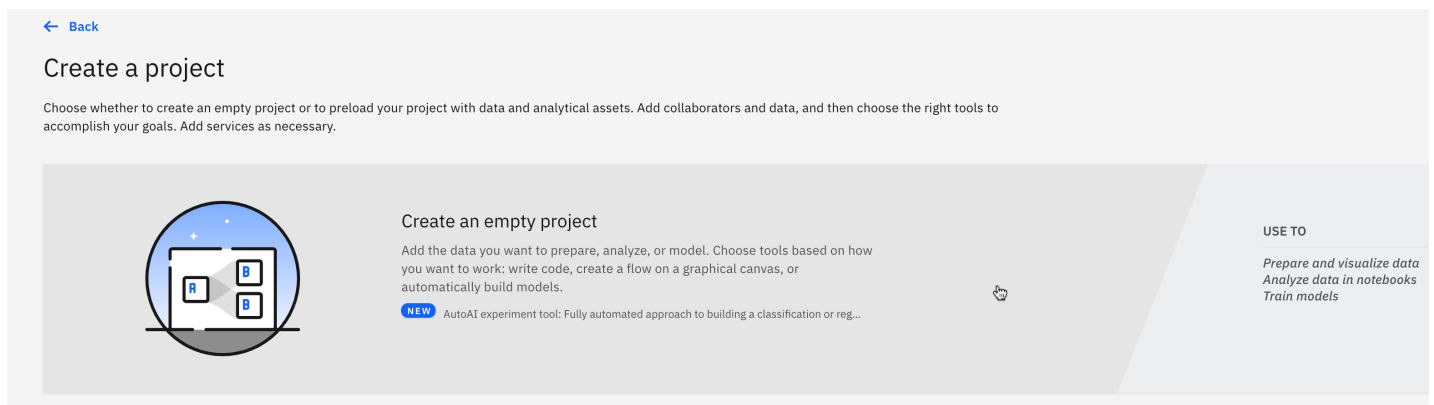 Back
Create a project
Choose whether to create an empty project or to preload your project with data and analytical assets. Add collaborators and data, and then choose the right tools to
accomplish your goals. Add services as necessary.
A
B
B
Create an empty project
Add the data you want to prepare, analyze, or model. Choose tools based on how
you want to work: write code, create a flow on a graphical canvas, or
automatically build models.
NEW AutoAI experiment tool: Fully automated approach to building a classification or reg...
USE TO
Prepare and visualize data
Analyze data in notebooks
Train models